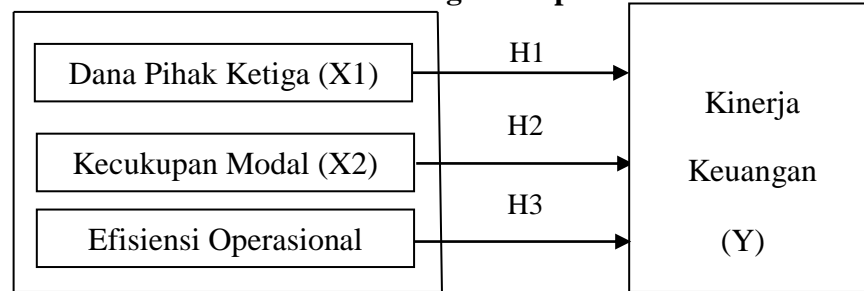 Dana Pihak Ketiga (X1)
H1
Kecukupan Modal (X2)
H2
Efisiensi Operasional
H3
Kinerja
Keuangan
(Y)